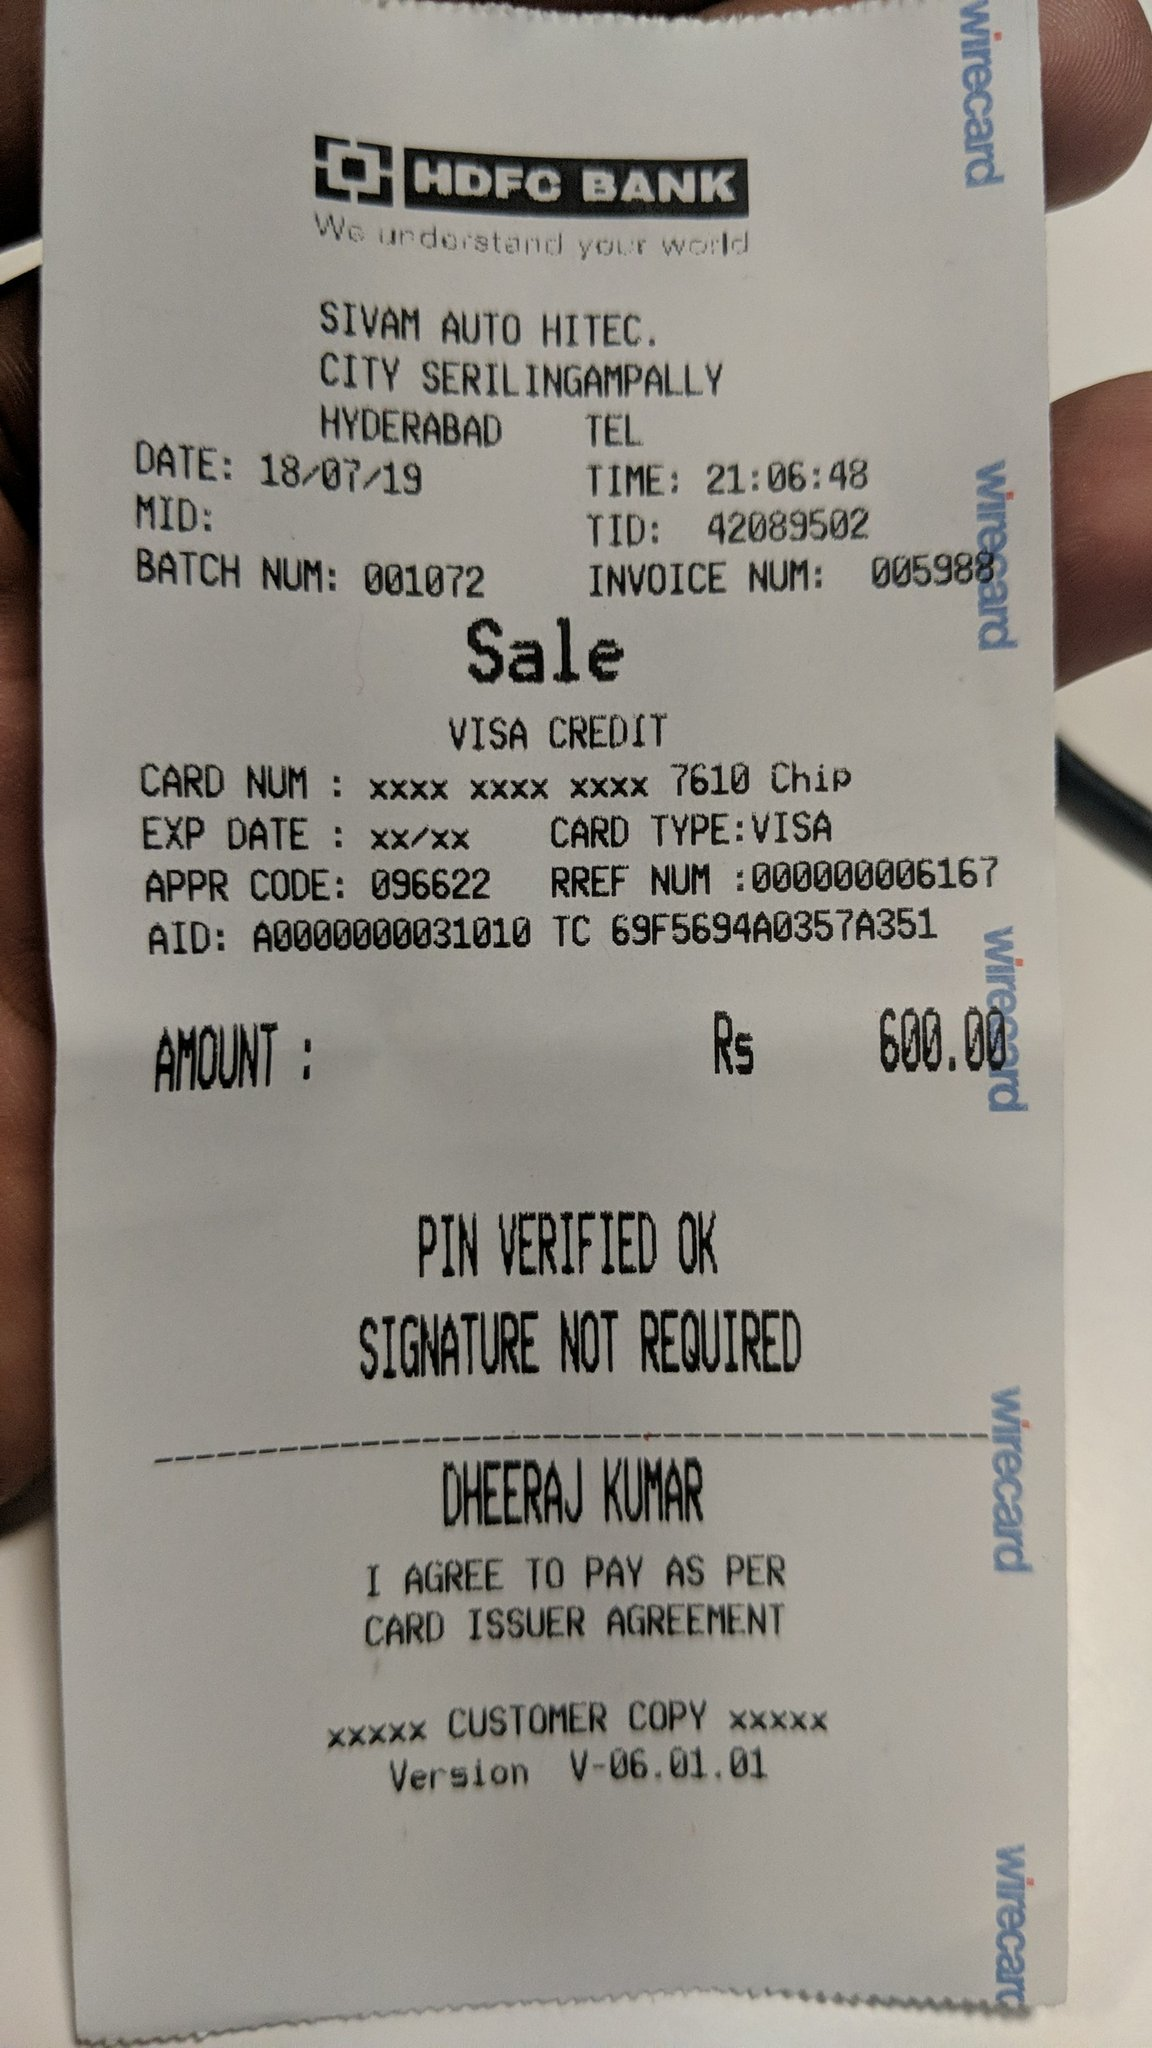 HDFC BANK
We understand your world
SIVAM AUTO HITEC.
CITY SERILINGAMPALLY
HYDERABAD TEL
DATE: 18/07/19 TIME: 21:06:48
MID: TID: 42089502
BATCH NUM: 001072 INVOICE NUM: 005988
Sale
VISA CREDIT
CARD NUM : xxxx xxxx xxxx 7610 Chip
EXP DATE : xx/xx CARD TYPE:VISA
APPR CODE: 096622 RREF NUM :000000006167
AID: A0000000031010 TC 69F5694A0357A351
AMOUNT : Rs 600.00
PIN VERIFIED OK
SIGNATURE NOT REQUIRED
DHEERAJ KUMAR
I AGREE TO PAY AS PER
CARD ISSUER AGREEMENT
xxxxx CUSTOMER COPY xxxxx
Version V-06.01.01
wirecard
wirecard
wirecard
wirecard
wirecard